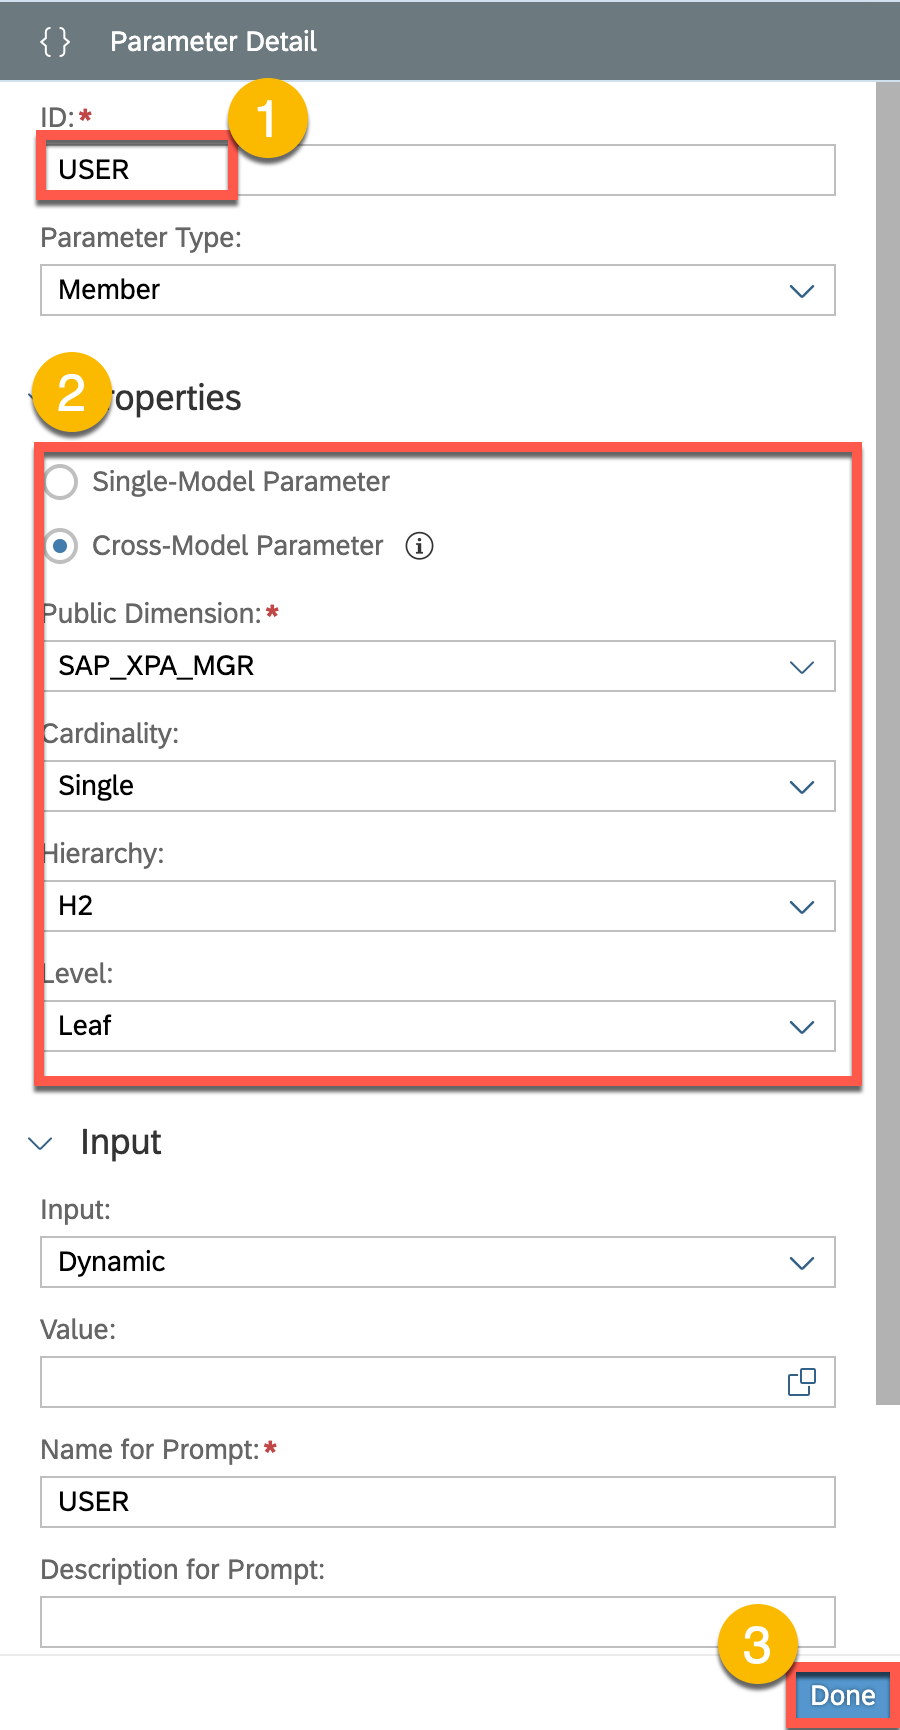 { } Parameter Detail
ID:*
1
USER
Parameter Type:
Member
2
roperties
Single-Model Parameter
Cross-Model Parameter
Public Dimension:*
SAP_XPA_MGR
Cardinality:
Single
Hierarchy:
H2
Level:
Leaf
Input
Input:
Dynamic
Value:
Name for Prompt:*
USER
Description for Prompt:
3
Done